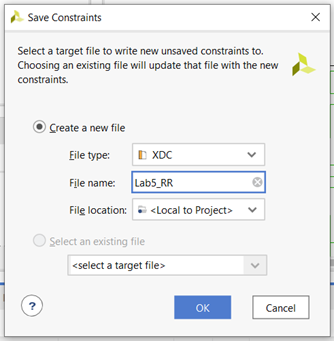 Save Constraints
Select a target file to write new unsaved constraints to.
Choosing an existing file will update that file with the new
constraints.
Create a new file
File type: XDC
File name: Lab5_RR
File location: <Local to Project>
Select an existing file
<select a target file>
?
OK
Cancel